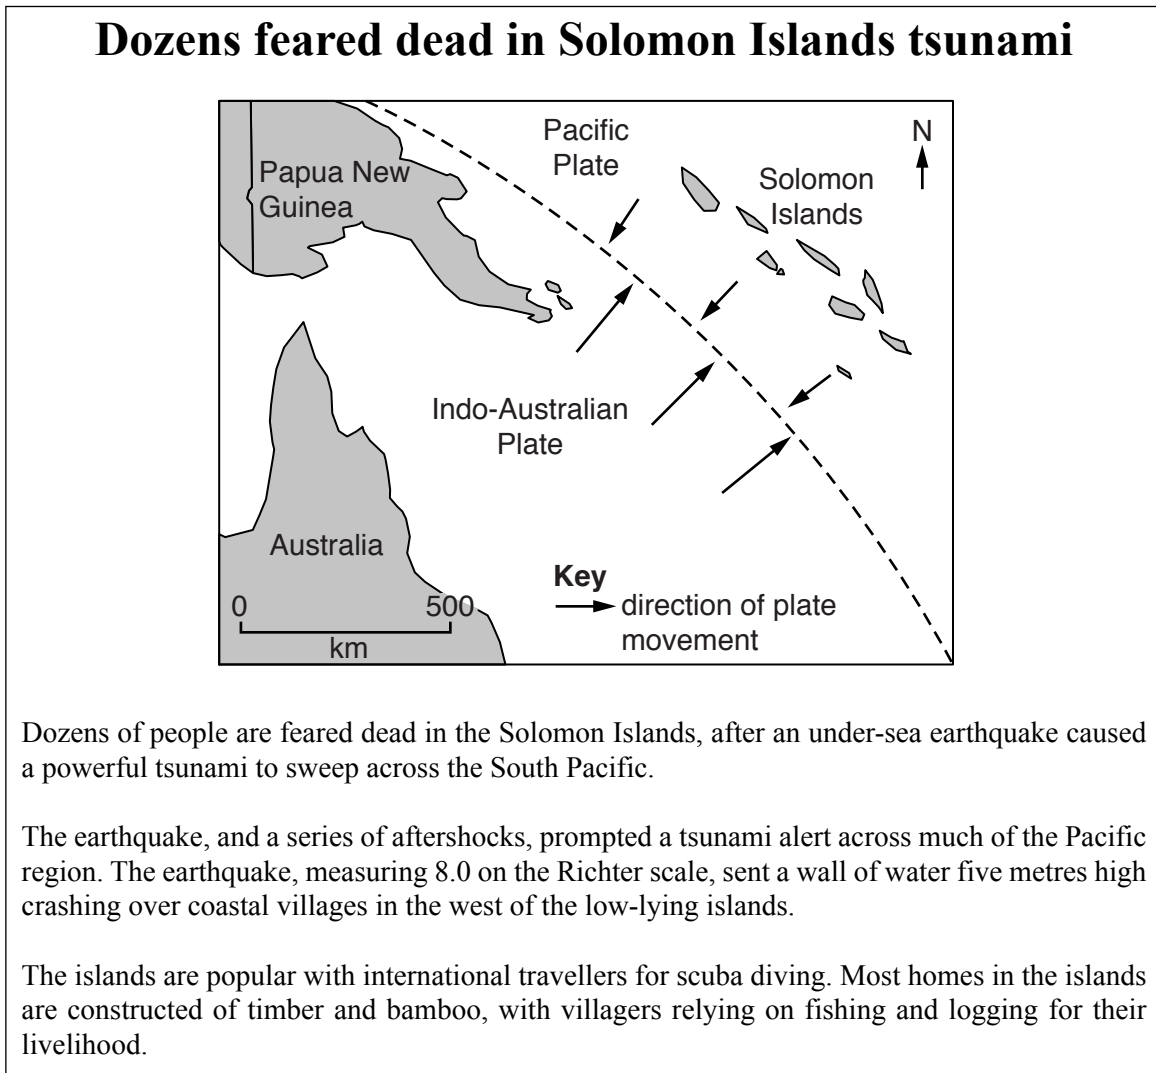 Dozens feared dead in Solomon Islands tsunami
Pacific
Plate
N
Papua New
Guinea
Solomon
Islands
Indo-Australian
Plate
Australia
Key
direction of plate
movement
0 500
km
Dozens of people are feared dead in the Solomon Islands, after an under-sea earthquake caused
a powerful tsunami to sweep across the South Pacific.
The earthquake, and a series of aftershocks, prompted a tsunami alert across much of the Pacific
region. The earthquake, measuring 8.0 on the Richter scale, sent a wall of water five metres high
crashing over coastal villages in the west of the low-lying islands.
The islands are popular with international travellers for scuba diving. Most homes in the islands
are constructed of timber and bamboo, with villagers relying on fishing and logging for their
livelihood.